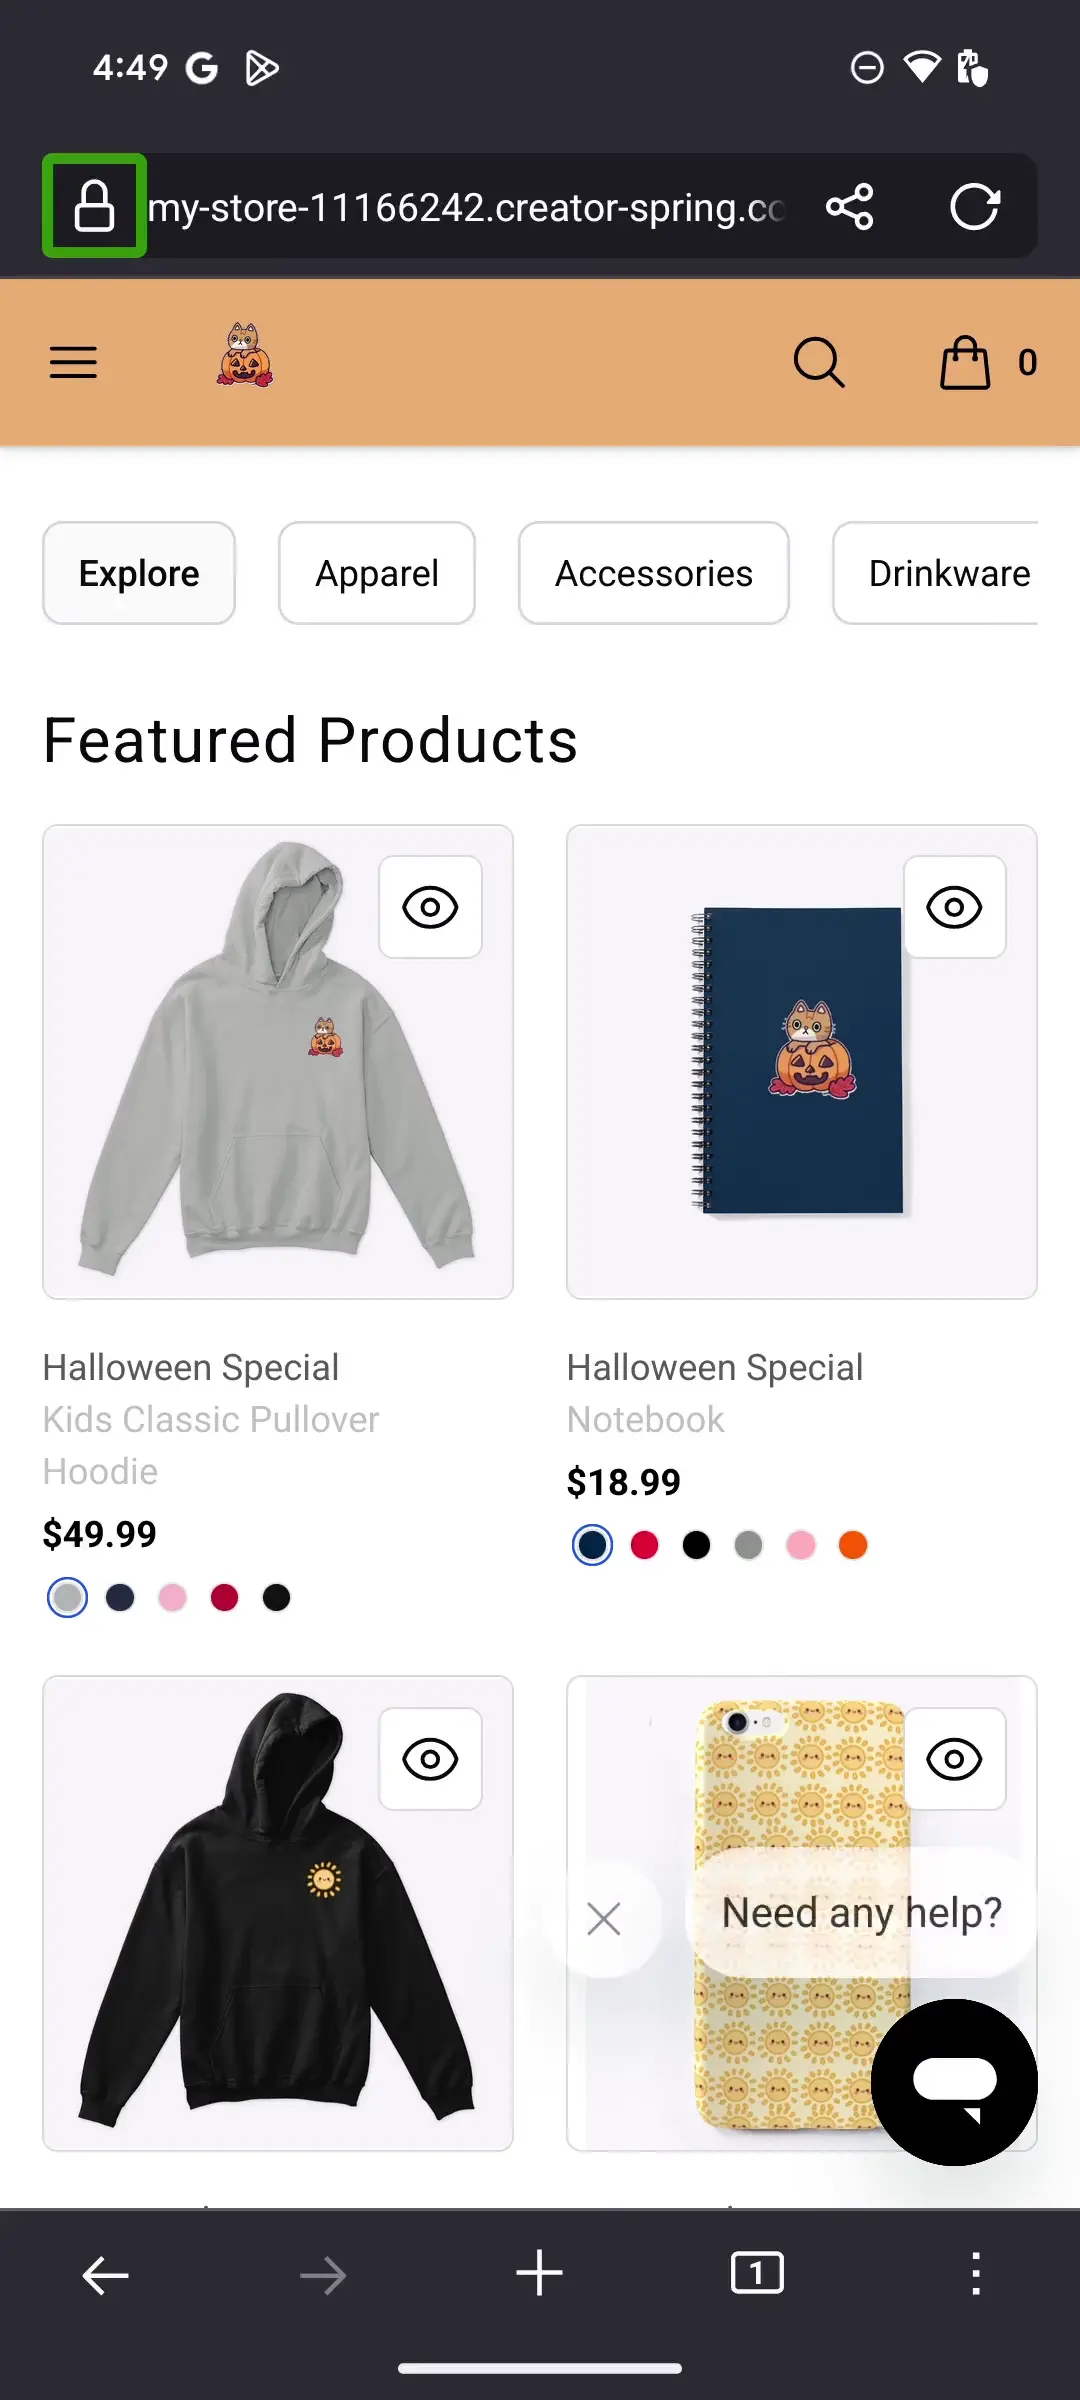 4:49
my-store-11166242.creator-spring.co
0
Explore
Apparel
Accessories
Drinkware
Featured Products
Halloween Special
Kids Classic Pullover
Hoodie
$49.99
Halloween Special
Notebook
$18.99
Need any help?
1